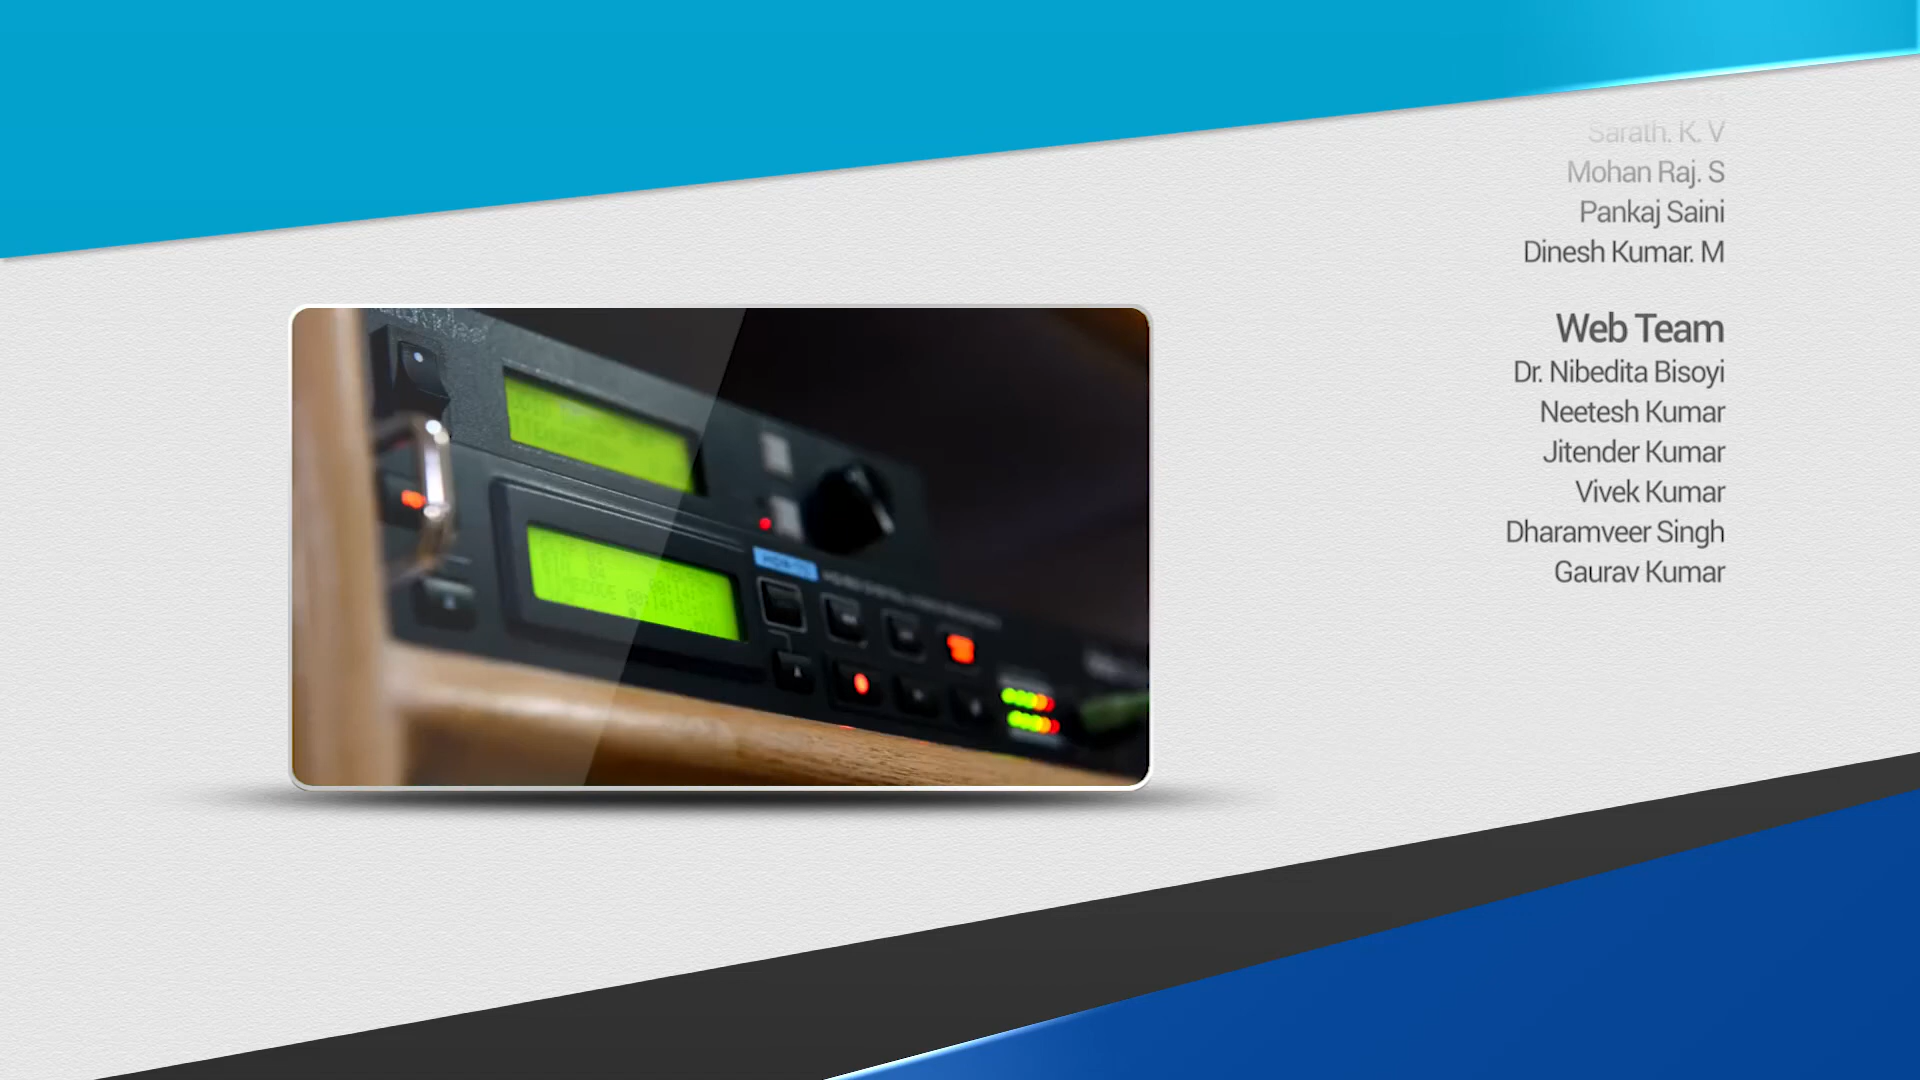 Sarath. K. V
Mohan Raj. S
Pankaj Saini
Dinesh Kumar. M
Web Team
Dr. Nibedita Bisoyi
Neetesh Kumar
Jitender Kumar
Vivek Kumar
Dharamveer Singh
Gaurav Kumar